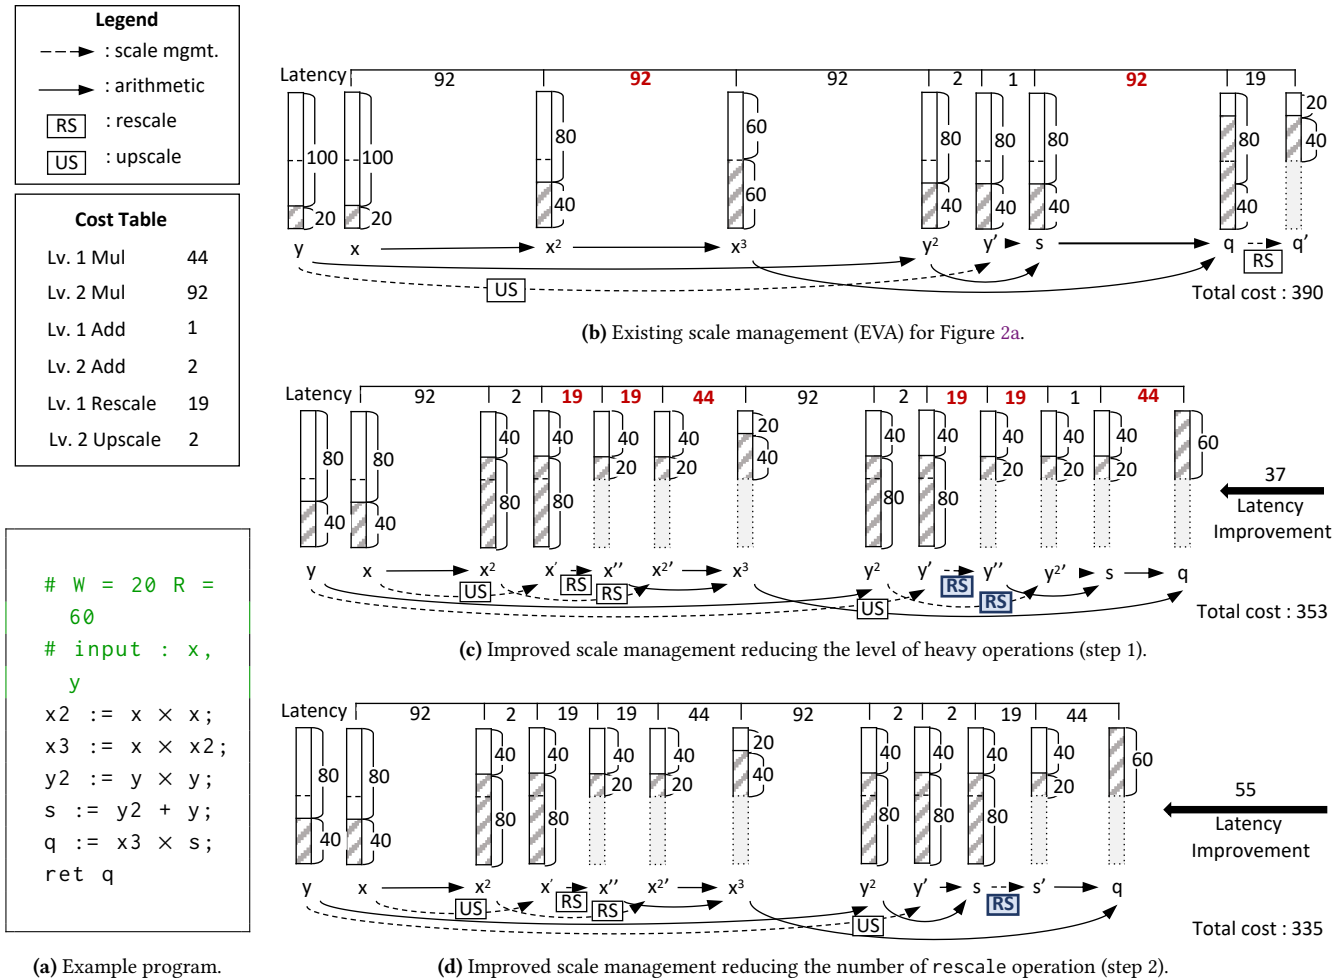 Legend
: scale mgmt.
: arithmetic
RS : rescale
US : upscale
Cost Table
Lv. 1 Mul 44
Lv. 2 Mul 92
Lv. 1 Add 1
Lv. 2 Add 2
Lv. 1 Rescale 19
Lv. 2 Upscale 2
# W = 20 R =
60
# input : x,
y
x2 := x × x;
x3 := x × x2;
y2 := y × y;
s := y2 + y;
q := x3 × s;
ret q
(a) Example program.
Latency 92 92 92 2 1 92 19
100 20 100 20 80 40 60 60 80 40 80 40 80 40 80 40 20 40
y x x² x³ y² y' s q q'
US RS
Total cost : 390
(b) Existing scale management (EVA) for Figure 2a.
Latency 92 2 19 19 44 92 2 19 19 1 44
80 40 80 40 40 80 40 80 40 20 40 20 20 40 40 80 40 80 40 20 40 20 40 20 60
37
Latency
Improvement
y x x² x' x'' x²' x³ y² y' y'' y²' s q
US RS RS US RS RS
Total cost : 353
(c) Improved scale management reducing the level of heavy operations (step 1).
Latency 92 2 19 19 44 92 2 2 19 44
80 40 80 40 40 80 40 80 40 20 40 20 20 40 40 80 40 80 40 80 40 20 60
55
Latency
Improvement
y x x² x' x'' x²' x³ y² y' s s' q
US RS RS US RS
Total cost : 335
(d) Improved scale management reducing the number of rescale operation (step 2).